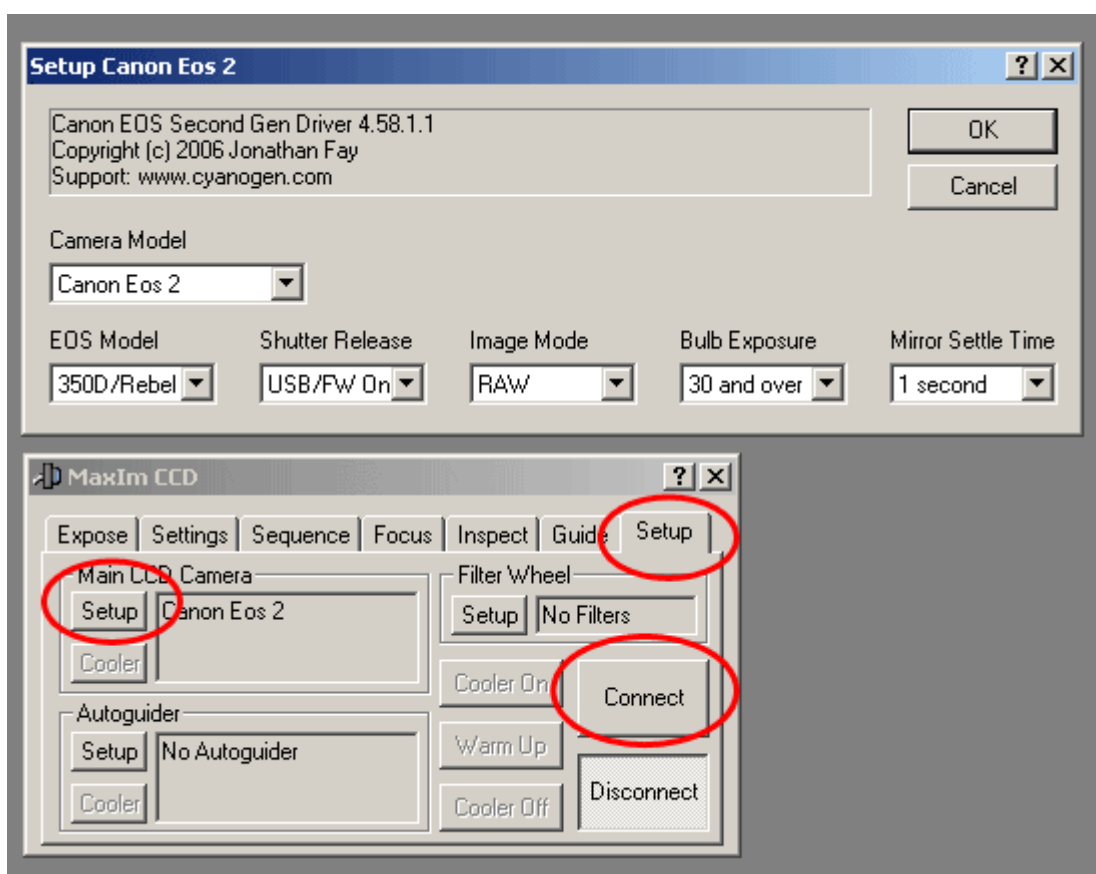 Setup Canon Eos 2
Canon EOS Second Gen Driver 4.58.1.1
Copyright (c) 2006 Jonathan Fay
Support: www.cyanogen.com
OK
Cancel
Camera Model
Canon Eos 2
EOS Model Shutter Release Image Mode Bulb Exposure Mirror Settle Time
350D/Rebel USB/FW On RAW 30 and over 1 second
MaxIm CCD
Expose Settings Sequence Focus Inspect Guide Setup
Main CCD Camera
Setup Canon Eos 2
Cooler
Filter Wheel
Setup No Filters
Autoguider
Setup No Autoguider
Cooler
Cooler On
Warm Up
Cooler Off
Connect
Disconnect